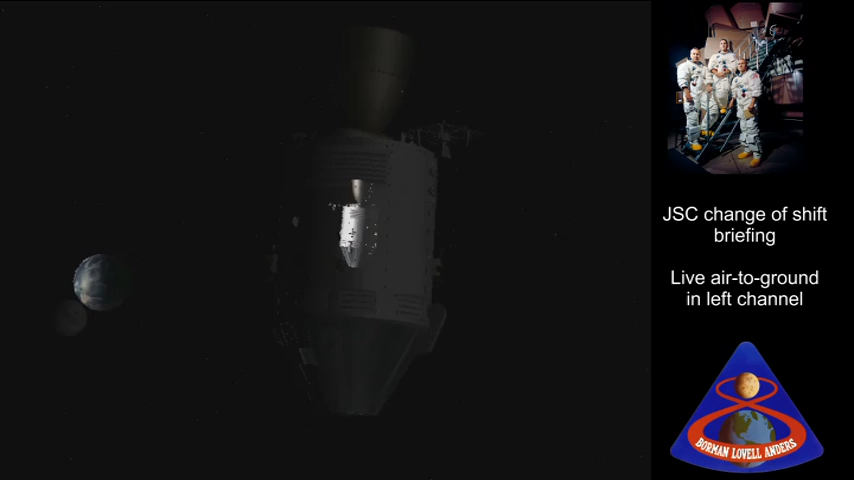 JSC change of shift
briefing
Live air-to-ground
in left channel
BORMAN LOVELL ANDERS